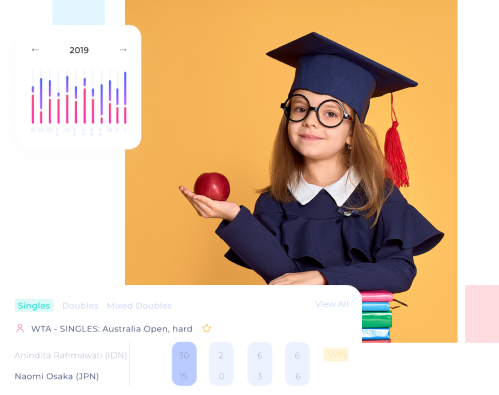 ← 2019 →
Singles Doubles Mixed Doubles View All
WTA - SINGLES: Australia Open, hard
Anindita Rahmawati (IDN) 30 2 6 6 WIN
Naomi Osaka (JPN) 15 0 3 6